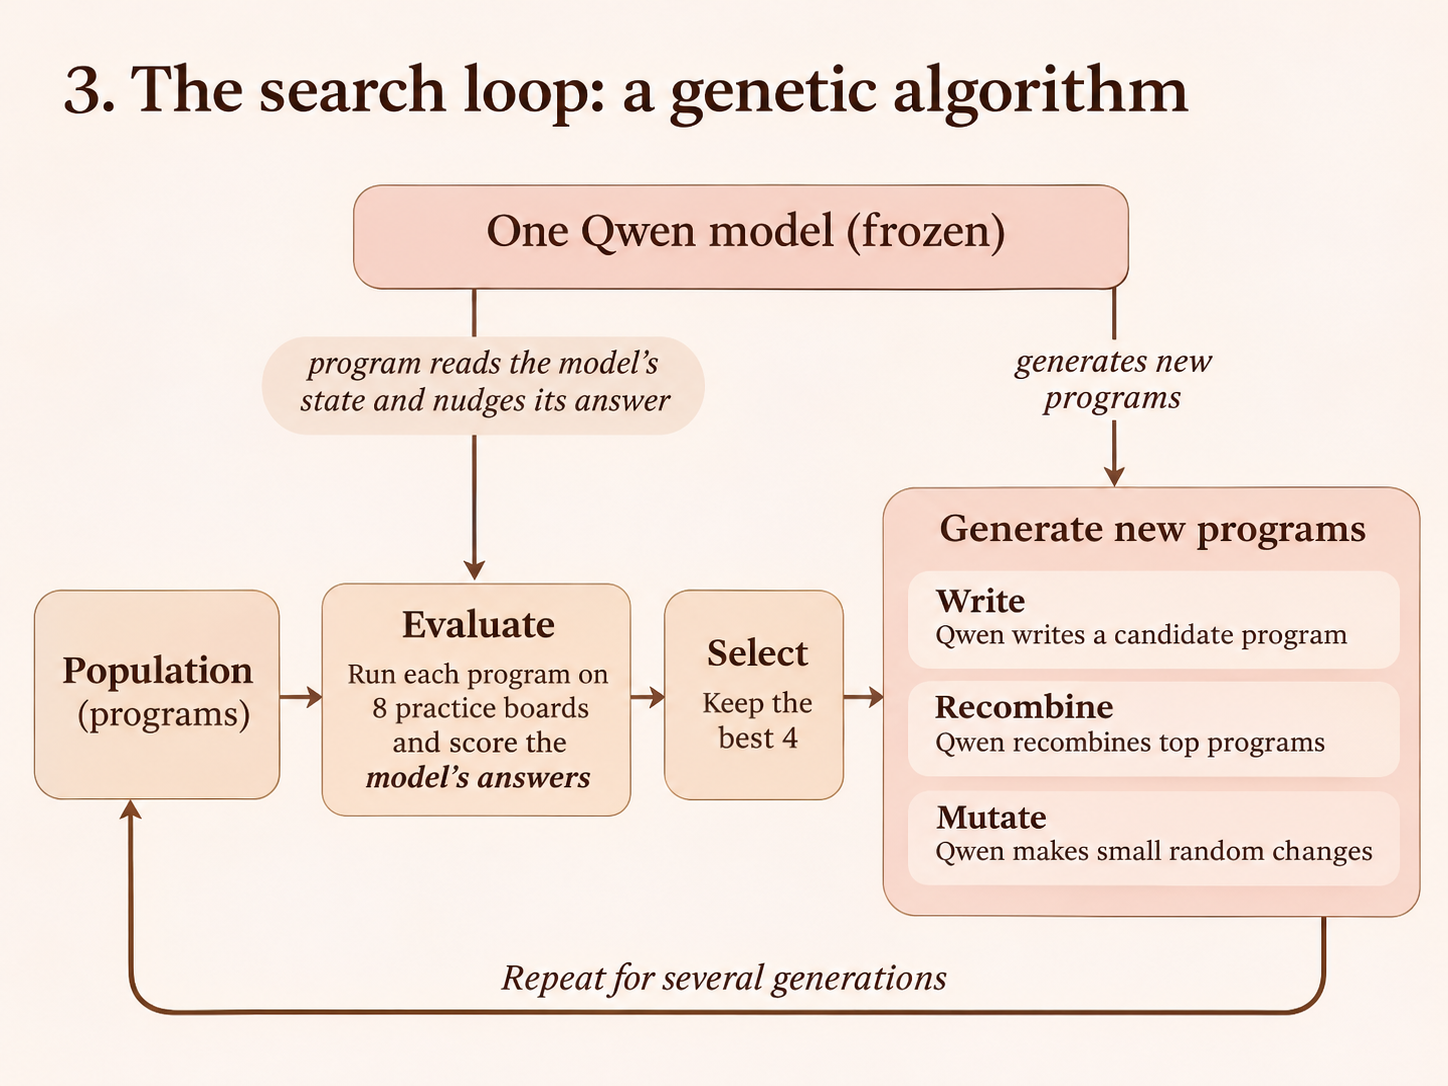 3. The search loop: a genetic algorithm
One Qwen model (frozen)
program reads the model's
state and nudges its answer
generates new
programs
Population
(programs)
Evaluate
Run each program on
8 practice boards
and score the
model's answers
Select
Keep the
best 4
Generate new programs
Write
Qwen writes a candidate program
Recombine
Qwen recombines top programs
Mutate
Qwen makes small random changes
Repeat for several generations